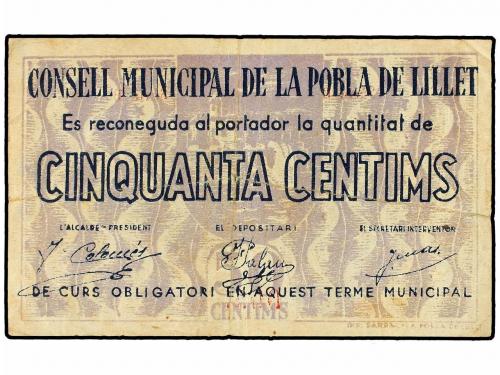 CONSELL MUNICIPAL DE LA POBLA DE LILLET
Es reconeguda al portador la quantitat de
CINQUANTA CENTIMS
L'ALCALDE-PRESIDENT EL DEPOSITARI EL SECRETARI INTERVENTOR
J. Colomés
DE CURS OBLIGATORI EN AQUEST TERME MUNICIPAL
CENTIMS